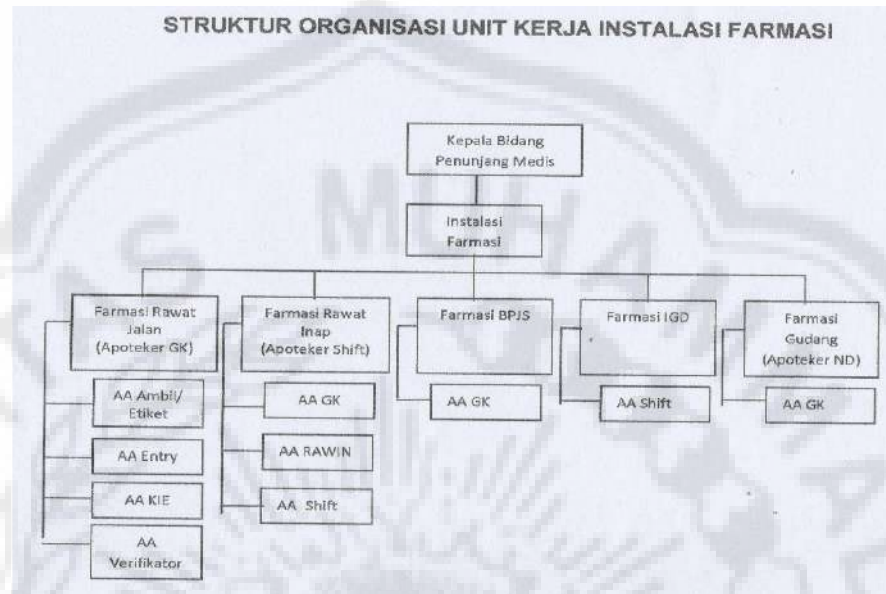 STRUKTUR ORGANISASI UNIT KERJA INSTALASI FARMASI
Kepala Bidang
Penunjang Medis
Instalasi
Farmasi
Farmasi Rawat
Jalan
(Apoteker GK)
Farmasi Rawat
Inap
(Apoteker Shift)
Farmasi BPJS
Farmasi IGD
Farmasi
Gudang
(Apoteker ND)
AA Ambil/
Etiket
AA Entry
AA KIE
AA
Verifikator
AA GK
AA RAWIN
AA Shift
AA GK
AA Shift
AA GK